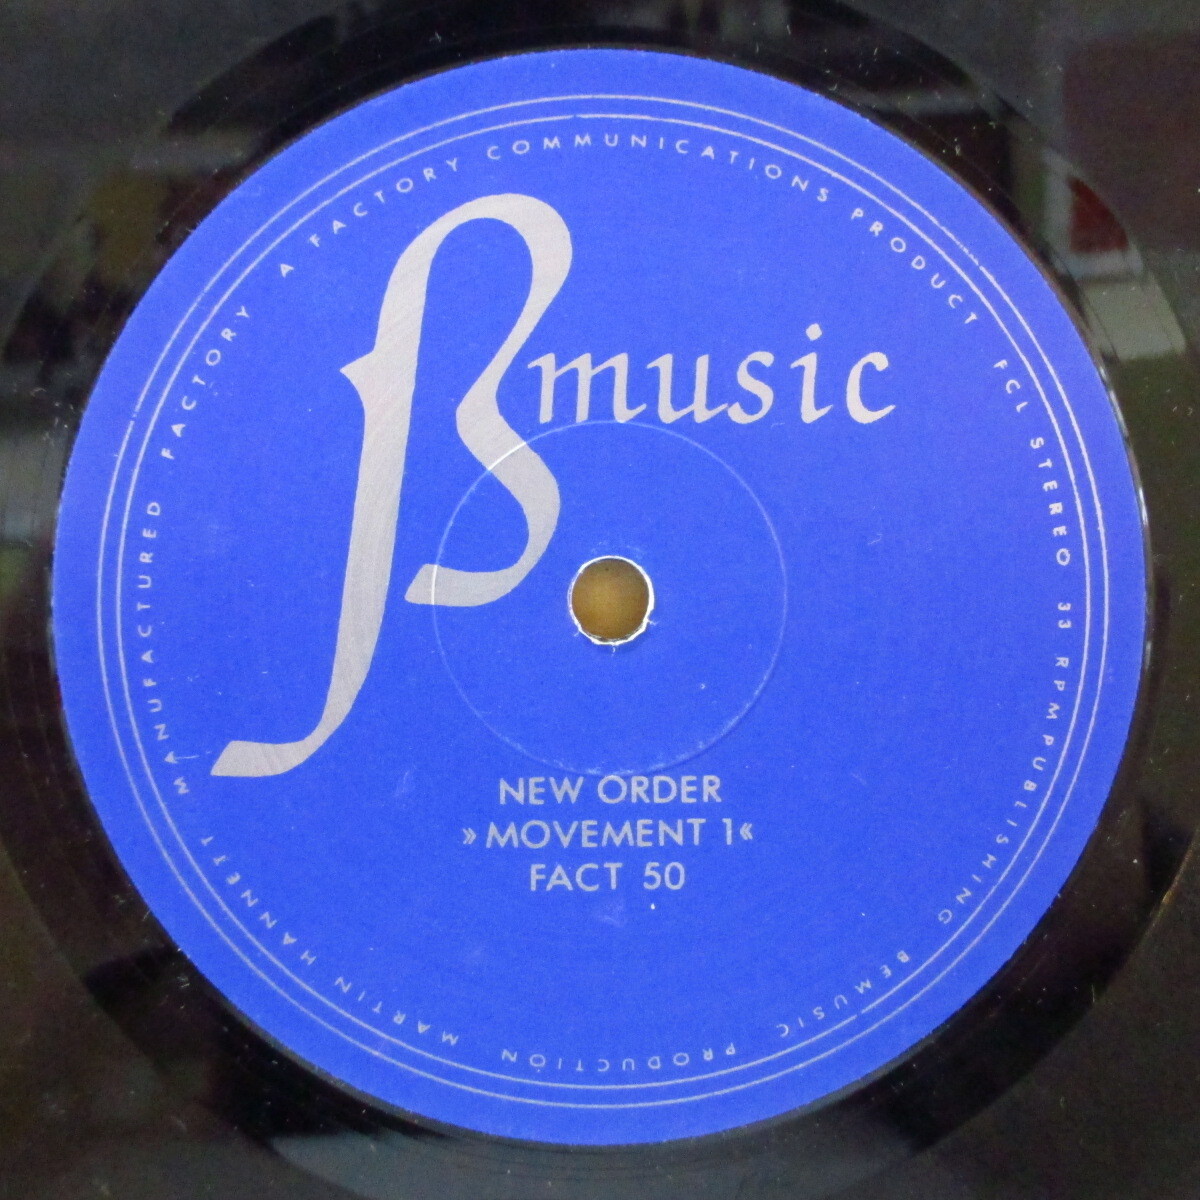 ßmusic
NEW ORDER
»MOVEMENT 1«
FACT 50
MANUFACTURED FACTORY A FACTORY COMMUNICATIONS PRODUCT FCL STEREO 33 RPM PUBLISHING BEMUSIC PRODUCTION MARTIN HANNETT